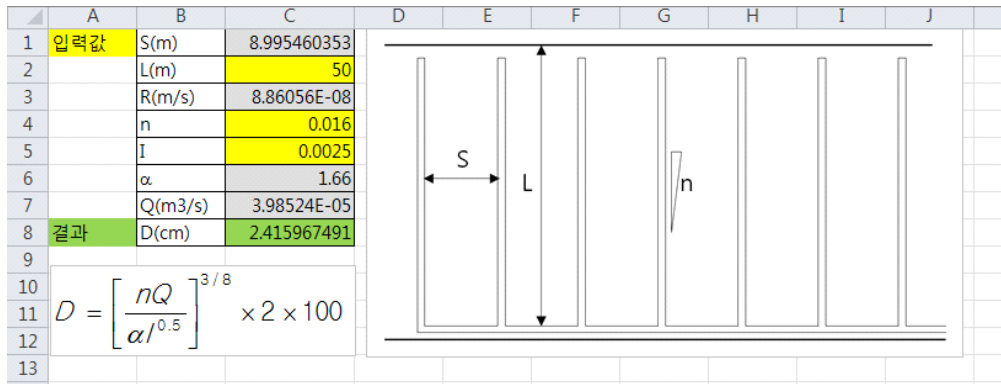 A B C D E F G H I J
1 입력값 S(m) 8.995460353
2 L(m) 50
3 R(m/s) 8.86056E-08
4 n 0.016
5 I 0.0025
6 α 1.66
7 Q(m3/s) 3.98524E-05
8 결과 D(cm) 2.415967491
9
10
11
12
13
D = [ nQ / αI^0.5 ]^3/8 × 2 × 100
S
L
n